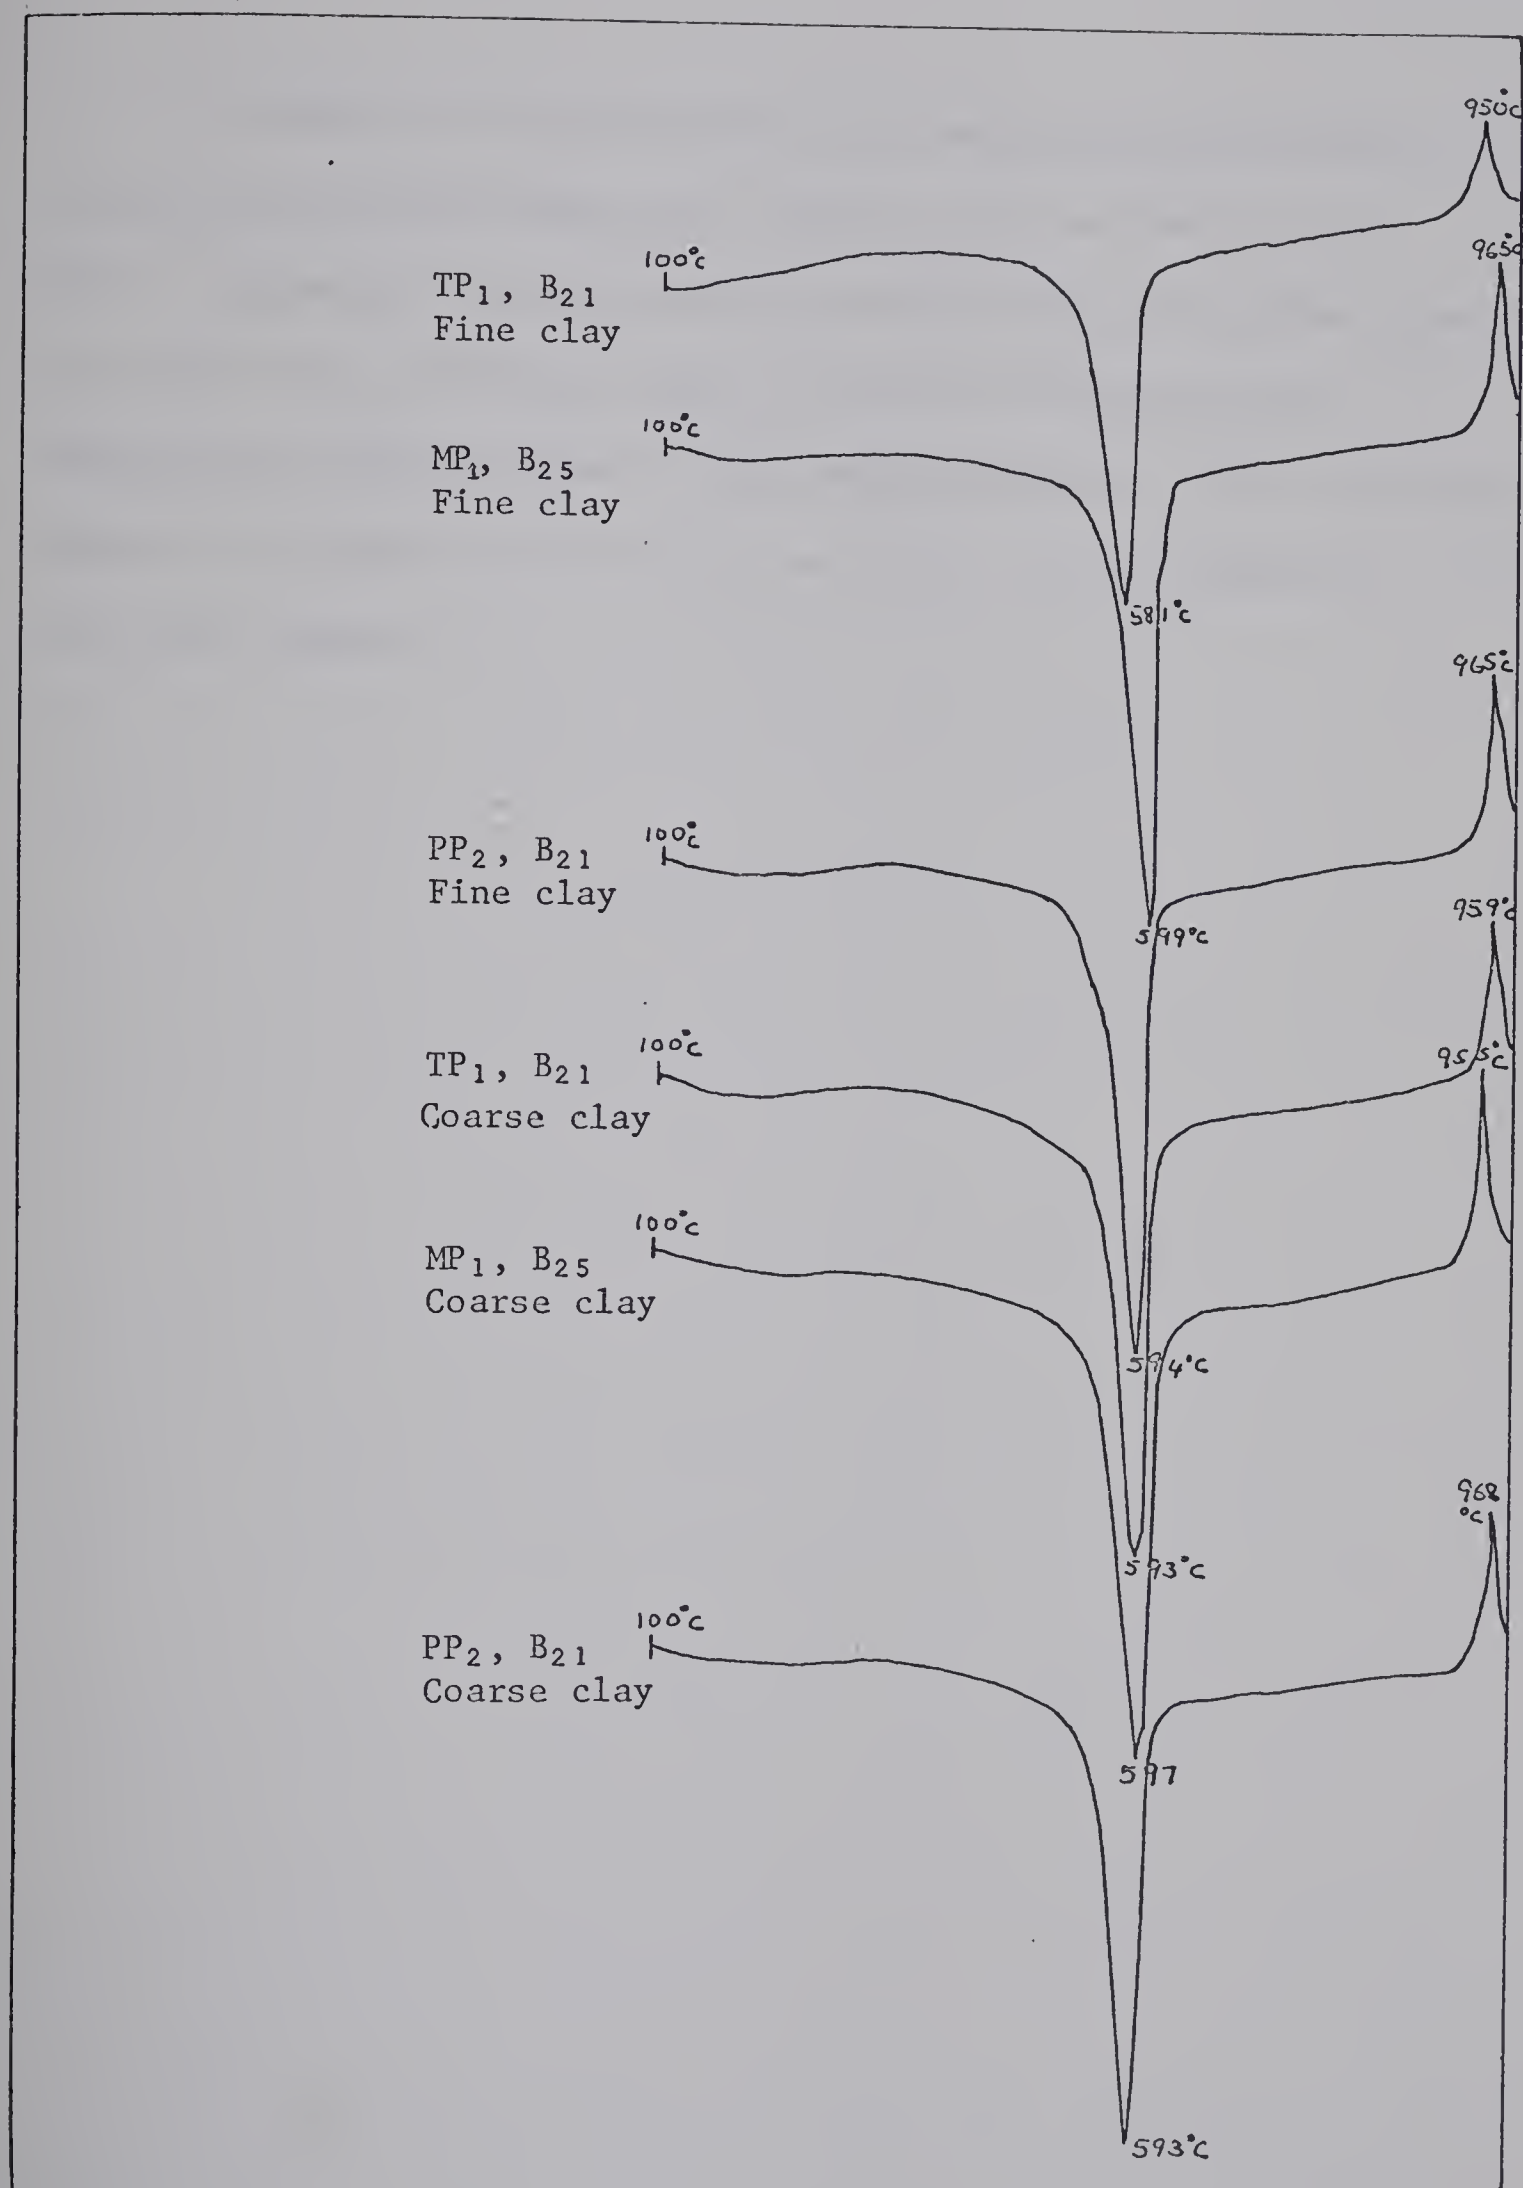 950°C
100°C
965°C
TP₁, B₂₁
Fine clay
100°C
MP₁, B₂₅
Fine clay
581°C
965°C
100°C
PP₂, B₂₁
Fine clay
959°C
599°C
100°C
955°C
TP₁, B₂₁
Coarse clay
100°C
MP₁, B₂₅
Coarse clay
594°C
968
°C
593°C
100°C
PP₂, B₂₁
Coarse clay
597
593°C